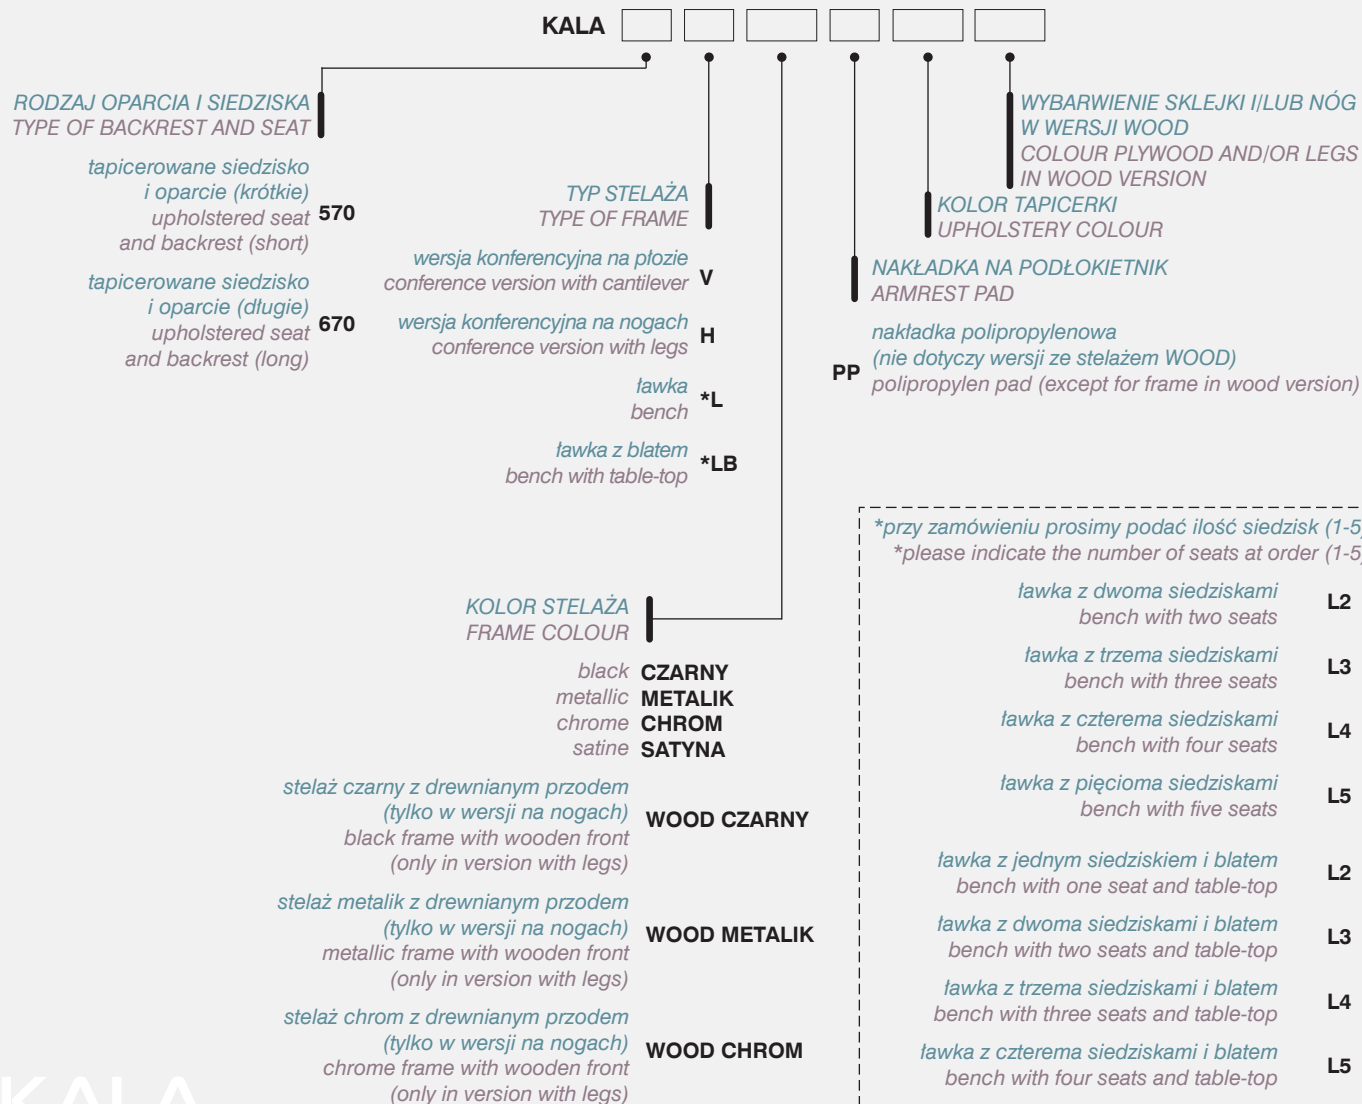 KALA
RODZAJ OPARCIA I SIEDZISKA
TYPE OF BACKREST AND SEAT
tapicerowane siedzisko
i oparcie (krótkie)
upholstered seat
and backrest (short)
570
tapicerowane siedzisko
i oparcie (długie)
upholstered seat
and backrest (long)
670
TYP STELAŻA
TYPE OF FRAME
wersja konferencyjna na płozie
conference version with cantilever
V
wersja konferencyjna na nogach
conference version with legs
H
ławka
bench
*L
ławka z blatem
bench with table-top
*LB
KOLOR STELAŻA
FRAME COLOUR
black CZARNY
metallic METALIK
chrome CHROM
satine SATYNA
stelaż czarny z drewnianym przodem
(tylko w wersji na nogach)
black frame with wooden front
(only in version with legs)
WOOD CZARNY
stelaż metalik z drewnianym przodem
(tylko w wersji na nogach)
metallic frame with wooden front
(only in version with legs)
WOOD METALIK
stelaż chrom z drewnianym przodem
(tylko w wersji na nogach)
chrome frame with wooden front
(only in version with legs)
WOOD CHROM
WYBARWIENIE SKLEJKI I//LUB NÓG
W WERSJI WOOD
COLOUR PLYWOOD AND/OR LEGS
IN WOOD VERSION
KOLOR TAPICERKI
UPHOLSTERY COLOUR
NAKŁADKA NA PODŁOKIETNIK
ARMREST PAD
nakładka polipropylenowa
(nie dotyczy wersji ze stelażem WOOD)
polipropylen pad (except for frame in wood version)
PP
*przy zamówieniu prosimy podać ilość siedzisk (1-5)
*please indicate the number of seats at order (1-5)
ławka z dwoma siedziskami
bench with two seats
L2
ławka z trzema siedziskami
bench with three seats
L3
ławka z czterema siedziskami
bench with four seats
L4
ławka z pięcioma siedziskami
bench with five seats
L5
ławka z jednym siedziskiem i blatem
bench with one seat and table-top
L2
ławka z dwoma siedziskami i blatem
bench with two seats and table-top
L3
ławka z trzema siedziskami i blatem
bench with three seats and table-top
L4
ławka z czterema siedziskami i blatem
bench with four seats and table-top
L5
KALA